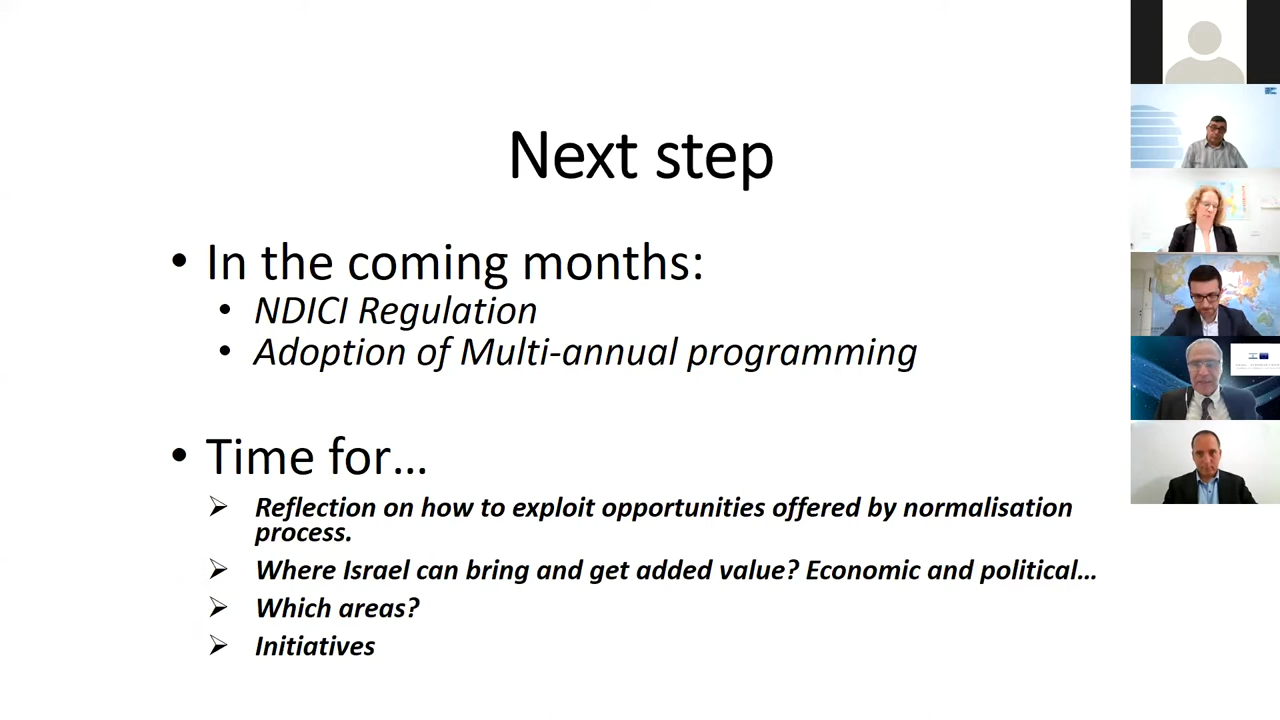 Next step
• In the coming months:
• NDICI Regulation
• Adoption of Multi-annual programming
• Time for…
➢ Reflection on how to exploit opportunities offered by normalisation
process.
➢ Where Israel can bring and get added value? Economic and political…
➢ Which areas?
➢ Initiatives